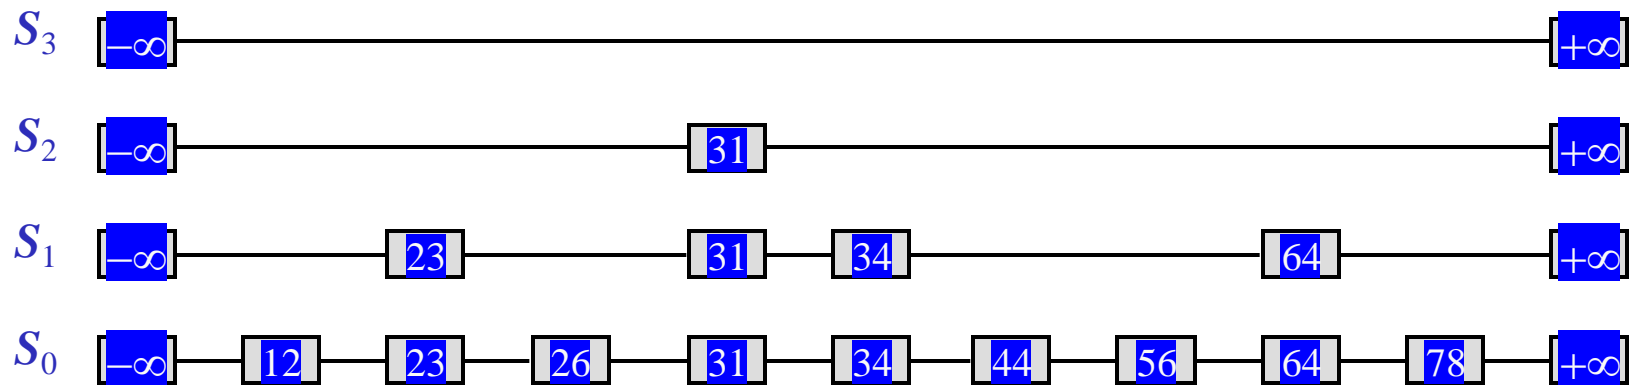 S3 −∞ +∞
S2 −∞ 31 +∞
S1 −∞ 23 31 34 64 +∞
S0 −∞ 12 23 26 31 34 44 56 64 78 +∞